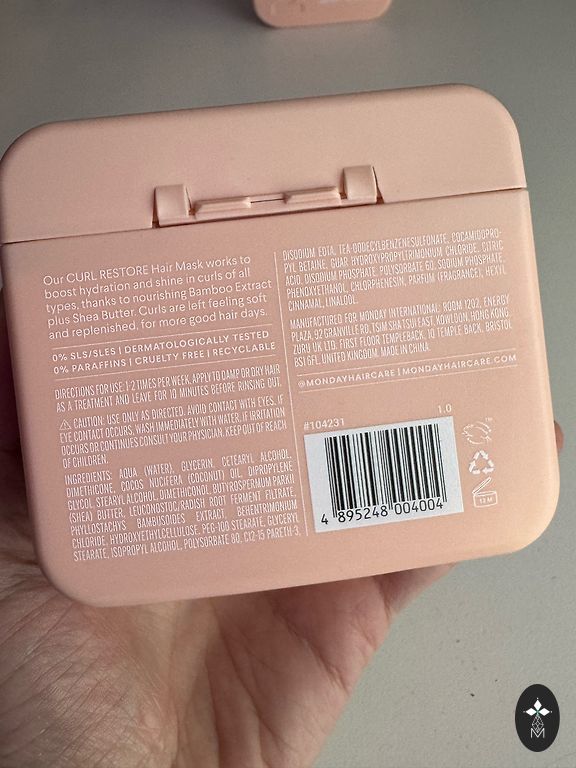 Our CURL RESTORE Hair Mask works to
boost hydration and shine in curls of all
types, thanks to nourishing Bamboo Extract
plus Shea Butter. Curls are left feeling soft
and replenished, for more good hair days.
0% SLS/SLES | DERMATOLOGICALLY TESTED
0% PARAFFINS | CRUELTY FREE | RECYCLABLE
DIRECTIONS FOR USE: 1-2 TIMES PER WEEK, APPLY TO DAMP OR DRY HAIR
AS A TREATMENT AND LEAVE FOR 10 MINUTES BEFORE RINSING OUT.
⚠ CAUTION: USE ONLY AS DIRECTED. AVOID CONTACT WITH EYES. IF
EYE CONTACT OCCURS, WASH IMMEDIATELY WITH WATER. IF IRRITATION
OCCURS OR CONTINUES CONSULT YOUR PHYSICIAN. KEEP OUT OF REACH
OF CHILDREN.
INGREDIENTS: AQUA (WATER), GLYCERIN, CETEARYL ALCOHOL,
DIMETHICONE, COCOS NUCIFERA (COCONUT) OIL, DIPROPYLENE
GLYCOL, STEARYL ALCOHOL, DIMETHICONOL, BUTYROSPERMUM PARKII
(SHEA) BUTTER, LEUCONOSTOC/RADISH ROOT FERMENT FILTRATE,
PHYLLOSTACHYS BAMBUSOIDES EXTRACT, BEHENTRIMONIUM
CHLORIDE, HYDROXYETHYLCELLULOSE, PEG-100 STEARATE, GLYCERYL
STEARATE, ISOPROPYL ALCOHOL, POLYSORBATE 80, C12-15 PARETH-3,
DISODIUM EDTA, TEA-DODECYLBENZENESULFONATE, COCAMIDOPRO-
PYL BETAINE, GUAR HYDROXYPROPYLTRIMONIUM CHLORIDE, CITRIC
ACID, DISODIUM PHOSPHATE, POLYSORBATE 60, SODIUM PHOSPHATE,
PHENOXYETHANOL, CHLORPHENESIN, PARFUM (FRAGRANCE), HEXYL
CINNAMAL, LINALOOL.
MANUFACTURED FOR MONDAY INTERNATIONAL: ROOM 1202, ENERGY
PLAZA, 92 GRANVILLE RD, TSIM SHA TSUI EAST, KOWLOON, HONG KONG.
ZURU UK LTD. FIRST FLOOR TEMPLEBACK, 10 TEMPLE BACK, BRISTOL
BS1 6FL, UNITED KINGDOM. MADE IN CHINA.
@MONDAYHAIRCARE | MONDAYHAIRCARE.COM
#104231 1.0
4 895248 004004
12 M